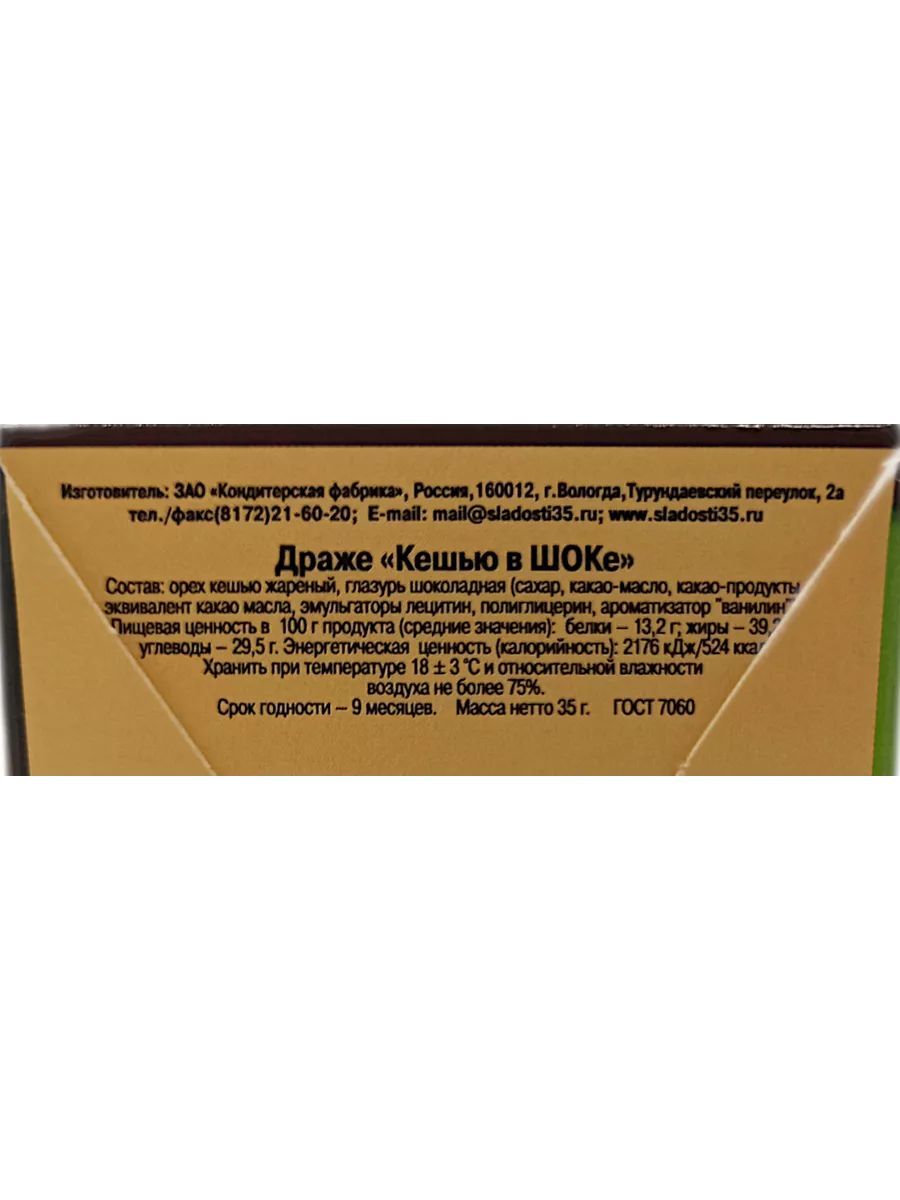 Изготовитель: ЗАО «Кондитерская фабрика», Россия,160012, г.Вологда,Турундаевский переулок, 2а
тел./факс(8172)21-60-20; E-mail: mail@sladosti35.ru; www.sladosti35.ru
Драже «Кешью в ШОКе»
Состав: орех кешью жареный, глазурь шоколадная (сахар, какао-масло, какао-продукты
эквивалент какао масла, эмульгаторы лецитин, полиглицерин, ароматизатор "ванилин"
Пищевая ценность в 100 г продукта (средние значения): белки – 13,2 г; жиры –
углеводы – 29,5 г. Энергетическая ценность (калорийность): 2176 кДж/524 ккал
Хранить при температуре 18 ± 3 °С и относительной влажности
воздуха не более 75%.
Срок годности – 9 месяцев. Масса нетто 35 г. ГОСТ 7060